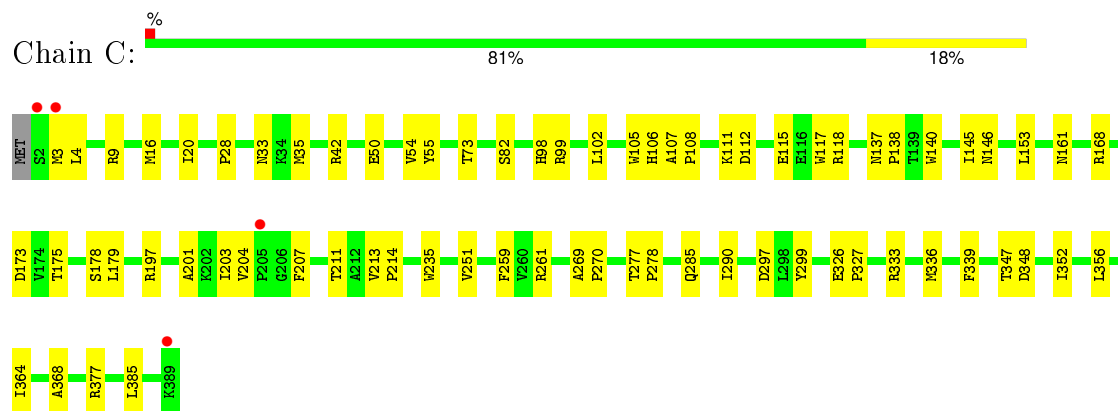 %
Chain C:
81% 18%
MET S2 M3 L4 R9 M16 I20 P28 N33 K34 M35 R42 E50 V54 Y55 T73 S82 H98 R99 L102 W105 H106 A107 P108 K111 D112 E115 E116 W117 R118 N137 P138 T139 W140 I145 N146 L153 N161 R168
D173 V174 T175 S178 L179 R197 A201 K202 I203 V204 P205 G206 F207 T211 A212 V213 P214 W235 V251 F259 V260 R261 A269 P270 T277 P278 Q285 I290 D297 L298 Y299 E326 P327 R333 M336 F339 T347 D348 I352 L356
I364 A368 R377 L385 K389